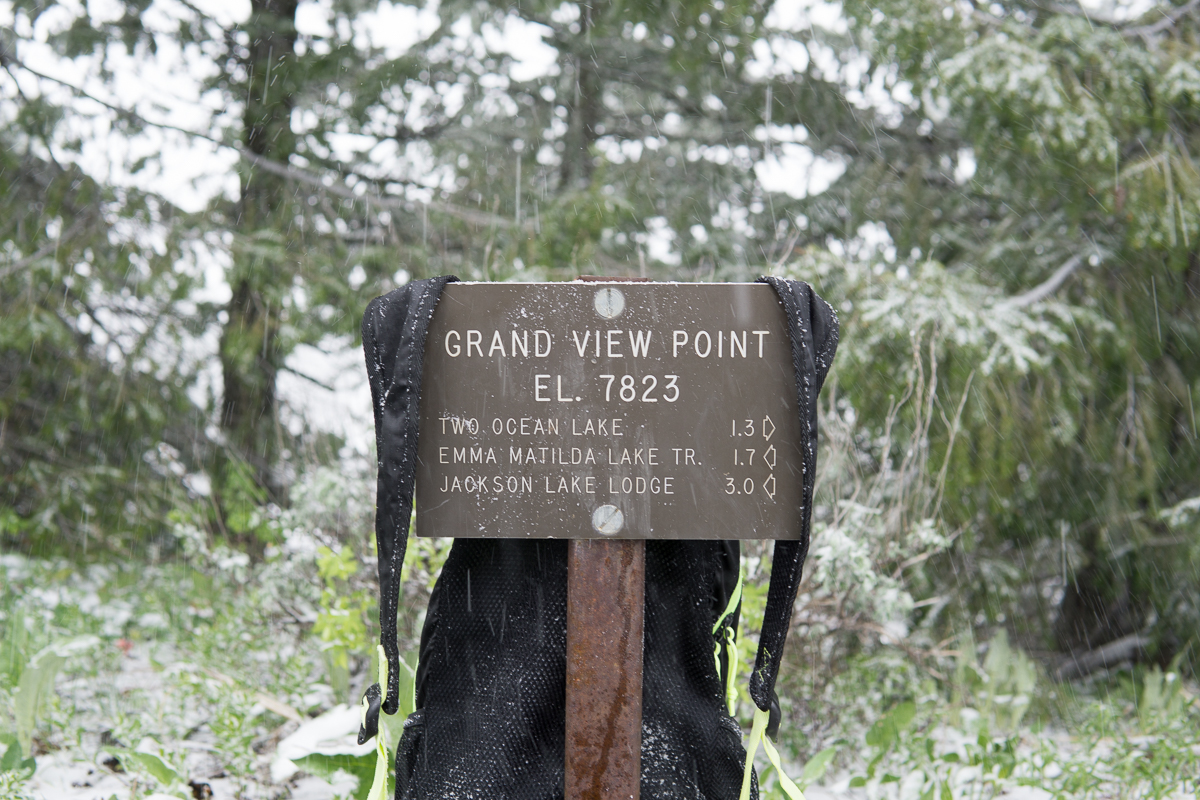 GRAND VIEW POINT
EL. 7823
TWO OCEAN LAKE 1.3
EMMA MATILDA LAKE TR. 1.7
JACKSON LAKE LODGE 3.0